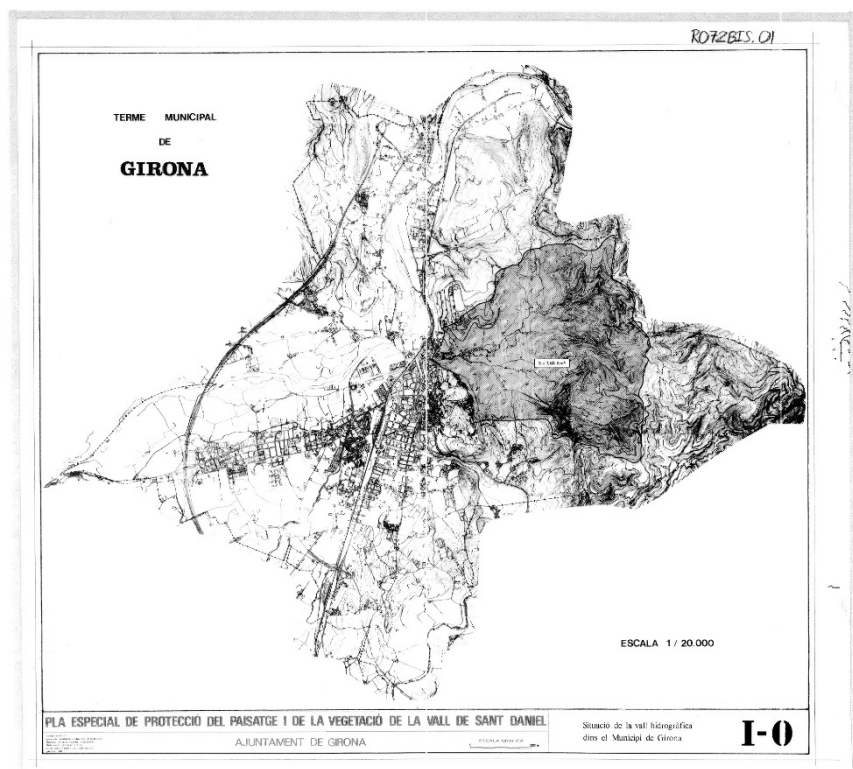 R072BIS.01
TERME MUNICIPAL
DE
GIRONA
ESCALA 1 / 20.000
PLA ESPECIAL DE PROTECCIÓ DEL PAISATGE I DE LA VEGETACIÓ DE LA VALL DE SANT DANIEL
AJUNTAMENT DE GIRONA
ESCALA GRÀFICA
Situació de la vall hidrogràfica
dins el Municipi de Girona
I-0